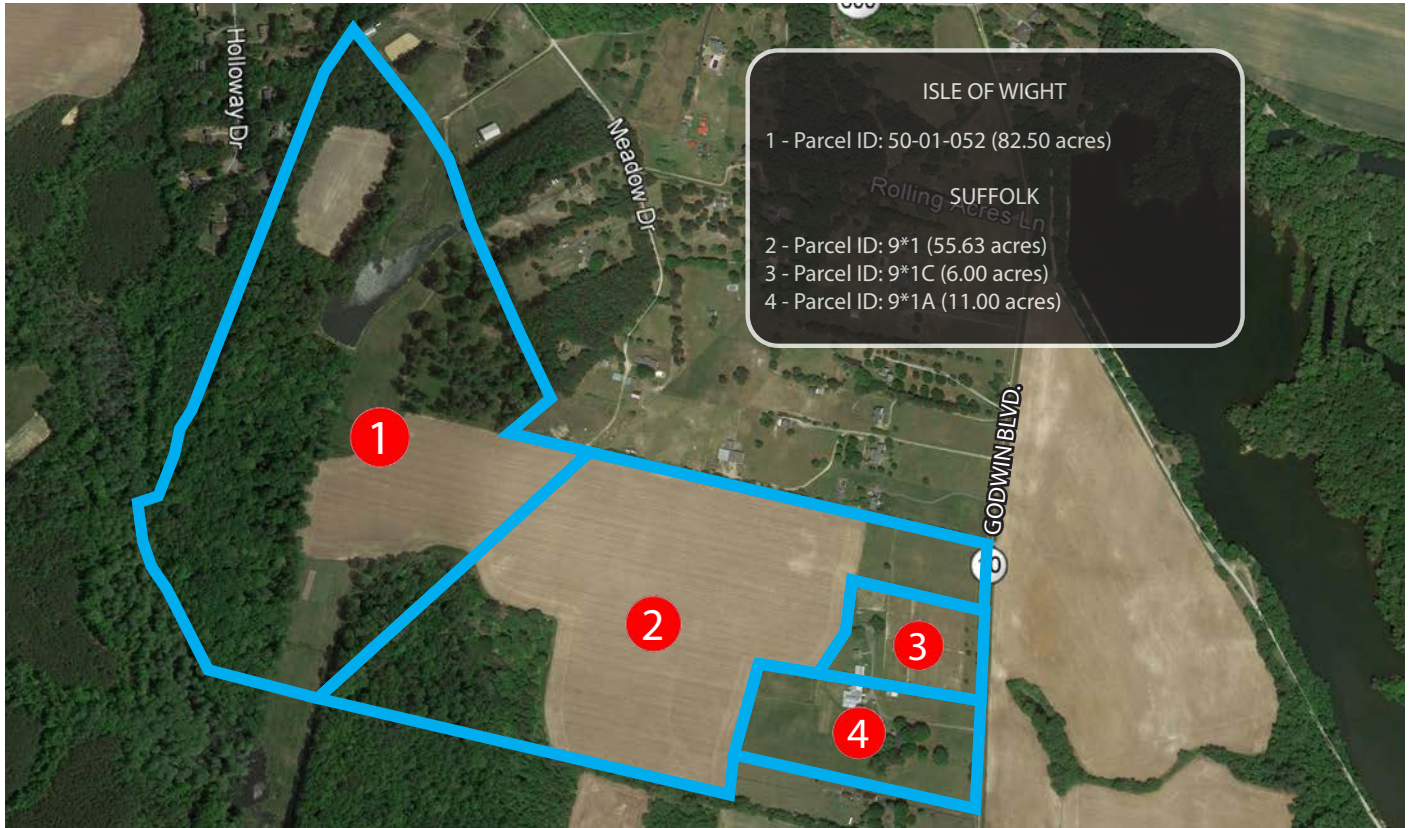 Holloway Dr
Meadow Dr
ISLE OF WIGHT
1 - Parcel ID: 50-01-052 (82.50 acres)
Rolling Acres Ln
SUFFOLK
2 - Parcel ID: 9*1 (55.63 acres)
3 - Parcel ID: 9*1C (6.00 acres)
4 - Parcel ID: 9*1A (11.00 acres)
GODWIN BLVD.
1
2
3
4